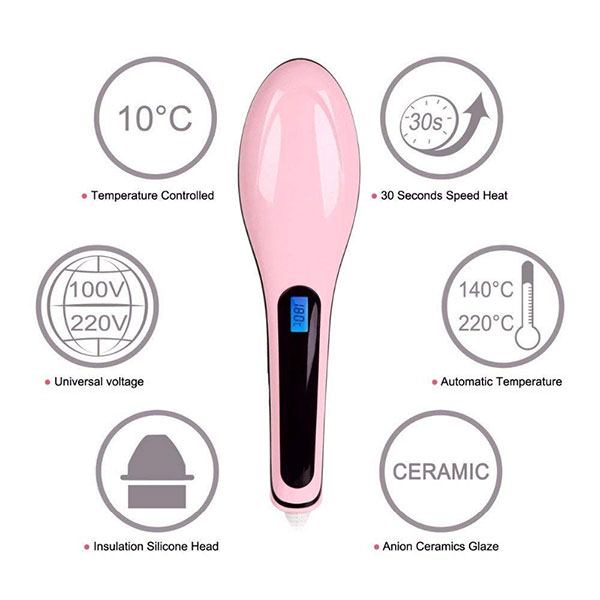 10°C
Temperature Controlled
30s
30 Seconds Speed Heat
100V
220V
Universal voltage
180c
140°C
220°C
Automatic Temperature
Insulation Silicone Head
CERAMIC
Anion Ceramics Glaze